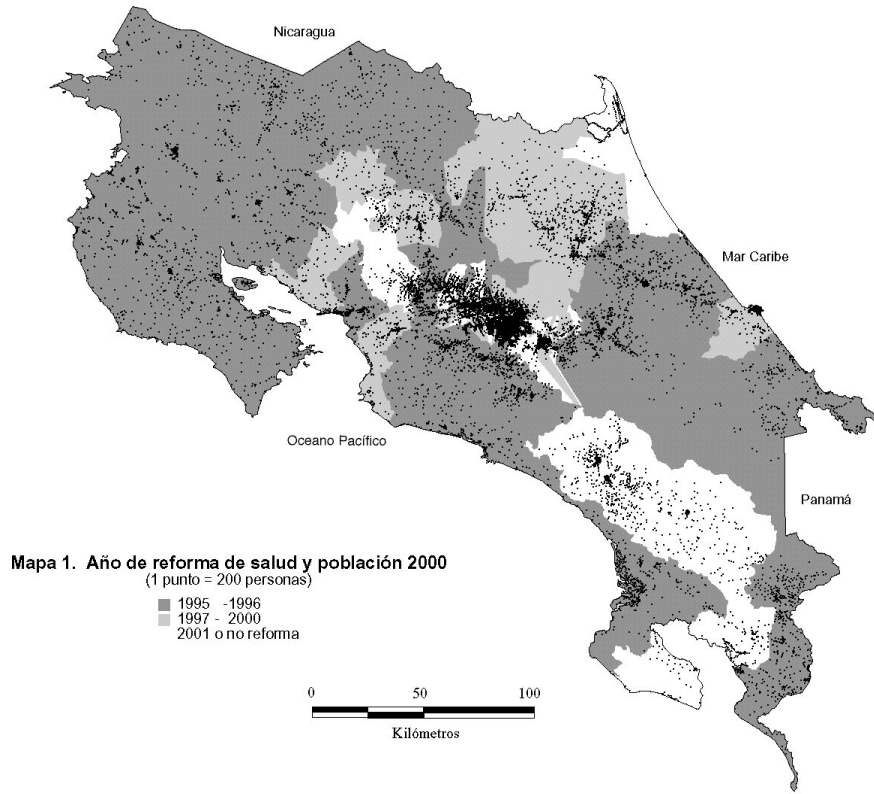 Nicaragua
Mar Caribe
Oceano Pacífico
Panamá
Mapa 1. Año de reforma de salud y población 2000
(1 punto = 200 personas)
1995 -1996
1997 - 2000
2001 o no reforma
0 50 100
Kilómetros